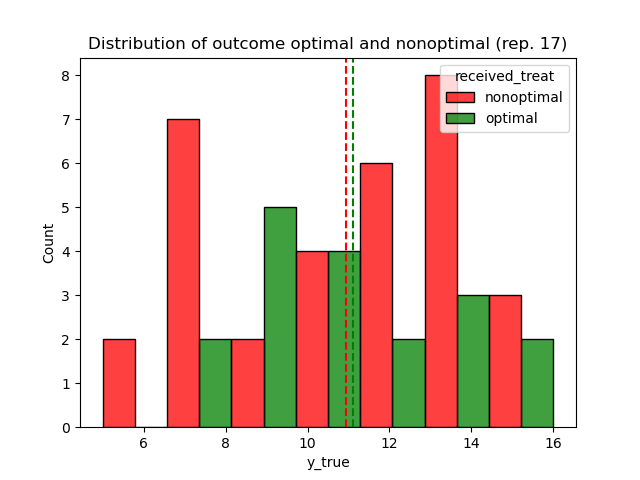 Distribution of outcome optimal and nonoptimal (rep. 17)
received_treat
nonoptimal
optimal
Count
8
7
6
5
4
3
2
1
0
6 8 10 12 14 16
y_true